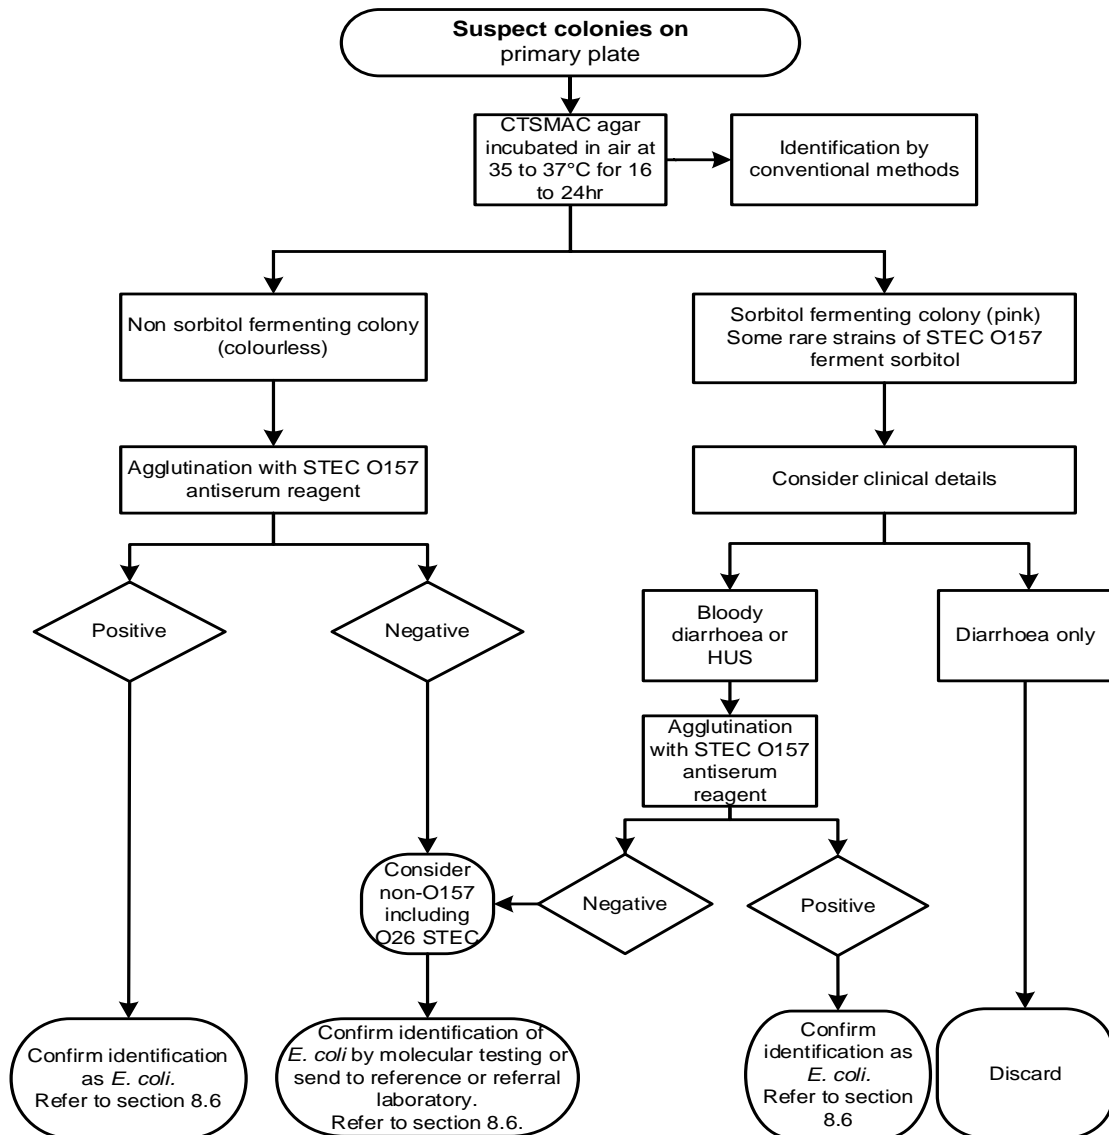 Suspect colonies on
primary plate
CTSMAC agar
incubated in air at
35 to 37°C for 16
to 24hr
Identification by
conventional methods
Non sorbitol fermenting colony
(colourless)
Sorbitol fermenting colony (pink)
Some rare strains of STEC O157
ferment sorbitol
Agglutination with STEC O157
antiserum reagent
Consider clinical details
Positive
Negative
Bloody
diarrhoea or
HUS
Diarrhoea only
Agglutination
with STEC O157
antiserum
reagent
Consider
non-O157
including
O26 STEC
Negative
Positive
Confirm identification
as E. coli.
Refer to section 8.6
Confirm identification of
E. coli by molecular testing or
send to reference or referral
laboratory.
Refer to section 8.6.
Confirm
identification as
E. coli.
Refer to section
8.6
Discard